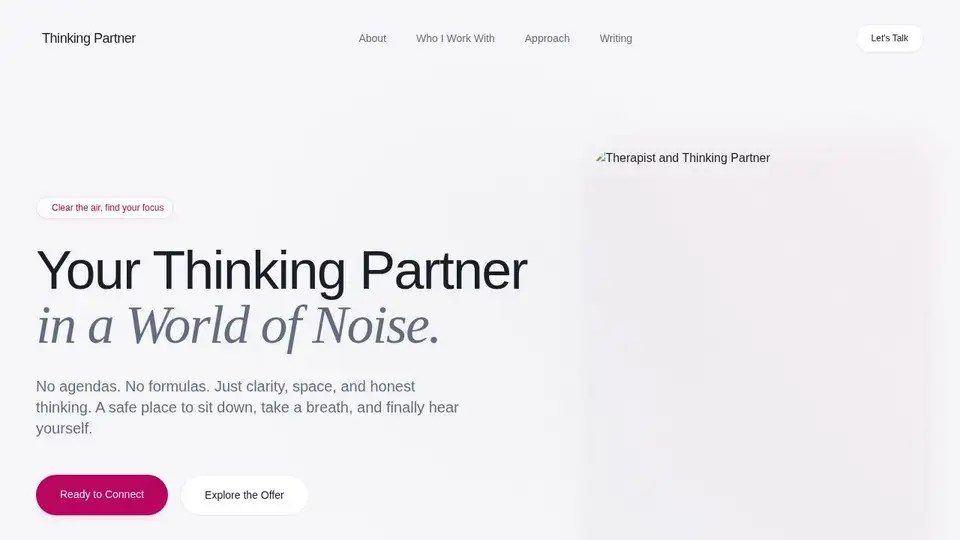 Thinking Partner
About
Who I Work With
Approach
Writing
Let's Talk
Therapist and Thinking Partner
Clear the air, find your focus
Your Thinking Partner
in a World of Noise.
No agendas. No formulas. Just clarity, space, and honest
thinking. A safe place to sit down, take a breath, and finally hear
yourself.
Ready to Connect
Explore the Offer